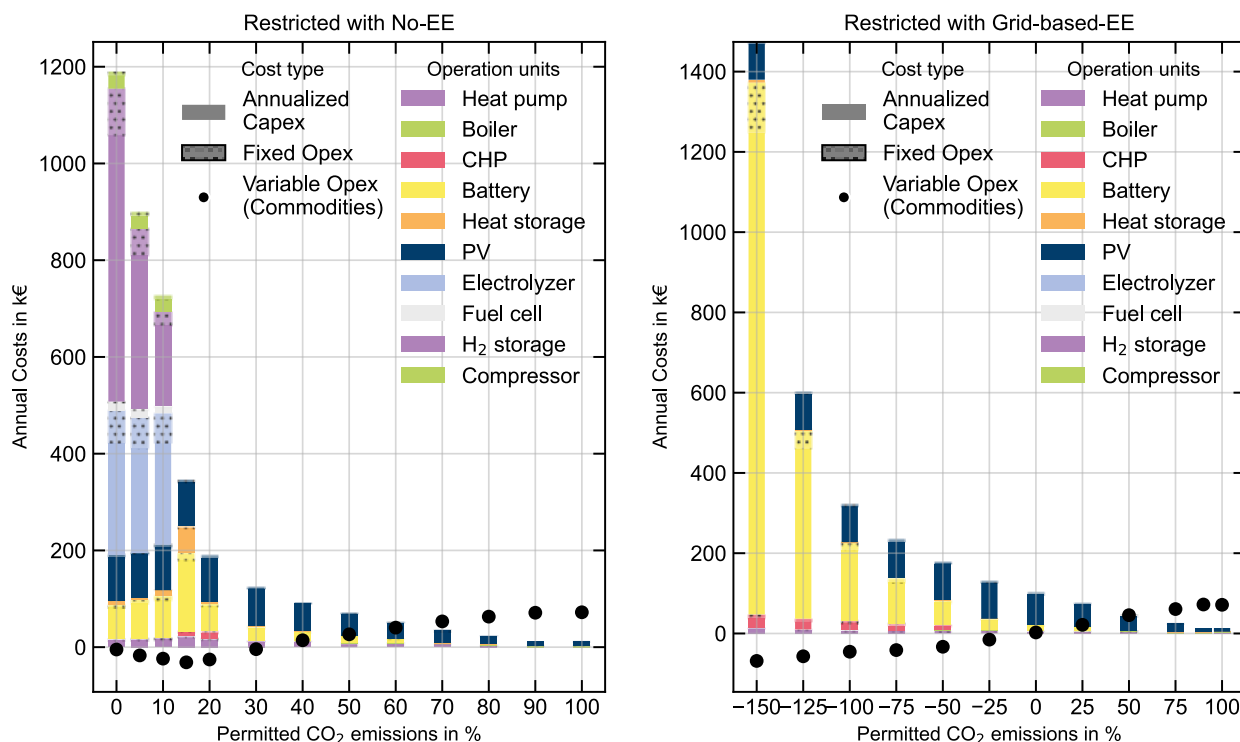 Restricted with No-EE
Annual Costs in k€
1200
1000
800
600
400
200
0
Cost type
Annualized
Capex
Fixed Opex
Variable Opex
(Commodities)
Operation units
Heat pump
Boiler
CHP
Battery
Heat storage
PV
Electrolyzer
Fuel cell
H₂ storage
Compressor
0 10 20 30 40 50 60 70 80 90 100
Permitted CO₂ emissions in %
Restricted with Grid-based-EE
Annual Costs in k€
1400
1200
1000
800
600
400
200
0
Cost type
Annualized
Capex
Fixed Opex
Variable Opex
(Commodities)
Operation units
Heat pump
Boiler
CHP
Battery
Heat storage
PV
Electrolyzer
Fuel cell
H₂ storage
Compressor
−150 −125 −100 −75 −50 −25 0 25 50 75 100
Permitted CO₂ emissions in %